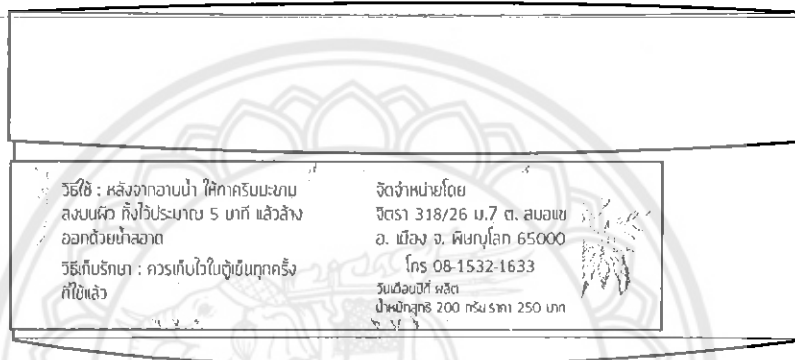 วิธีใช้ : หลังจากอาบน้ำ ให้ทาครีมมะขาม
ลงบนผิว ทิ้งไว้ประมาณ 5 นาที แล้วล้าง
ออกด้วยน้ำสะอาด
วิธีเก็บรักษา : ควรเก็บไว้ในตู้เย็นทุกครั้ง
ที่ใช้แล้ว
จัดจำหน่ายโดย
จิตรา 318/26 ม.7 ต. สมอแข
อ. เมือง จ. พิษณุโลก 65000
โทร 08-1532-1633
วันเดือนปีที่ ผลิต
น้ำหนักสุทธิ 200 กรัม ราคา 250 บาท